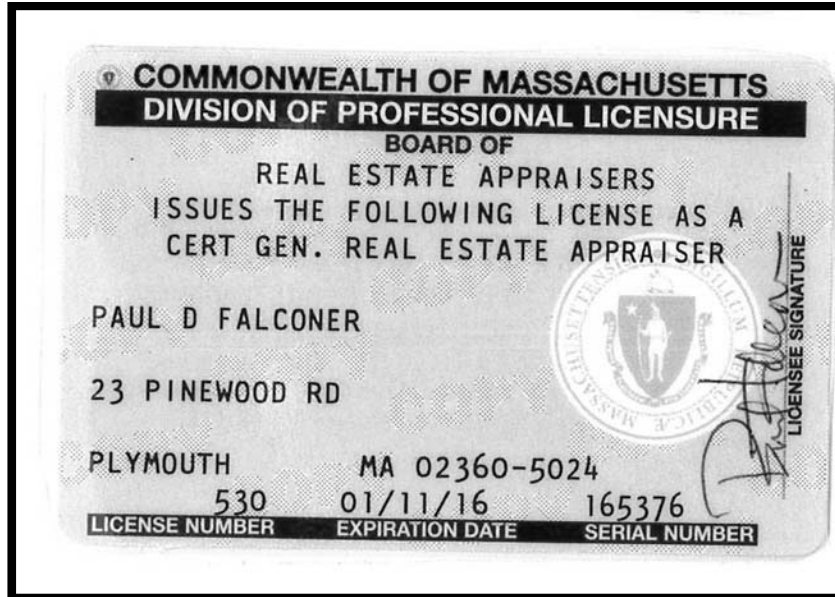 COMMONWEALTH OF MASSACHUSETTS
DIVISION OF PROFESSIONAL LICENSURE
BOARD OF
REAL ESTATE APPRAISERS
ISSUES THE FOLLOWING LICENSE AS A
CERT GEN. REAL ESTATE APPRAISER
PAUL D FALCONER
23 PINEWOOD RD
PLYMOUTH MA 02360-5024
530 01/11/16 165376
LICENSE NUMBER EXPIRATION DATE SERIAL NUMBER
LICENSEE SIGNATURE